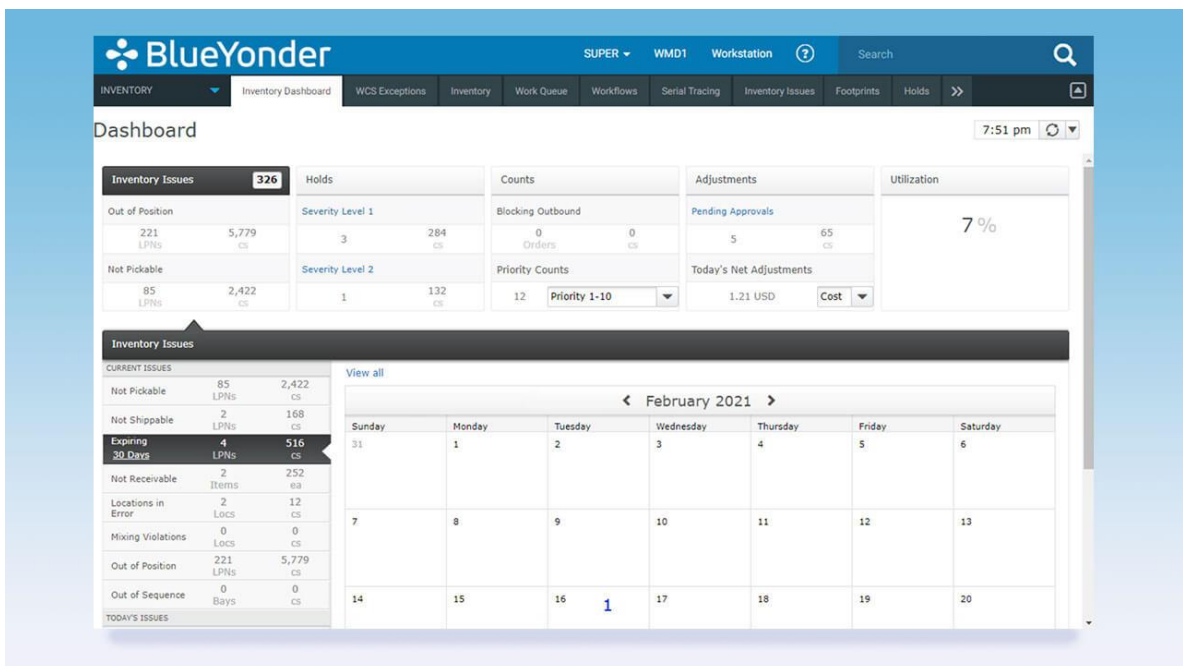 BlueYonder
SUPER WMD1 Workstation ? Search
INVENTORY Inventory Dashboard WCS Exceptions Inventory Work Queue Workflows Serial Tracing Inventory Issues Footprints Holds
Dashboard
7:51 pm
Inventory Issues 326 Holds Counts Adjustments Utilization
Out of Position Severity Level 1 Blocking Outbound Pending Approvals
221 5,779 3 284 0 0 5 65 7%
LPNs cs cs Orders cs cs
Not Pickable Severity Level 2 Priority Counts Today's Net Adjustments
85 2,422 1 132 12 Priority 1-10 1.21 USD Cost
LPNs cs cs
Inventory Issues
CURRENT ISSUES
Not Pickable 85 2,422
LPNs cs
Not Shippable 2 168
LPNs cs
Expiring 4 516
30 Days LPNs cs
Not Receivable 2 252
Items ea
Locations in 2 12
Error Locs cs
Mixing Violations 0 0
Locs cs
Out of Position 221 5,779
LPNs cs
Out of Sequence 0 0
Bays cs
TODAY'S ISSUES
View all
February 2021
Sunday Monday Tuesday Wednesday Thursday Friday Saturday
31 1 2 3 4 5 6
7 8 9 10 11 12 13
14 15 16 1 17 18 19 20